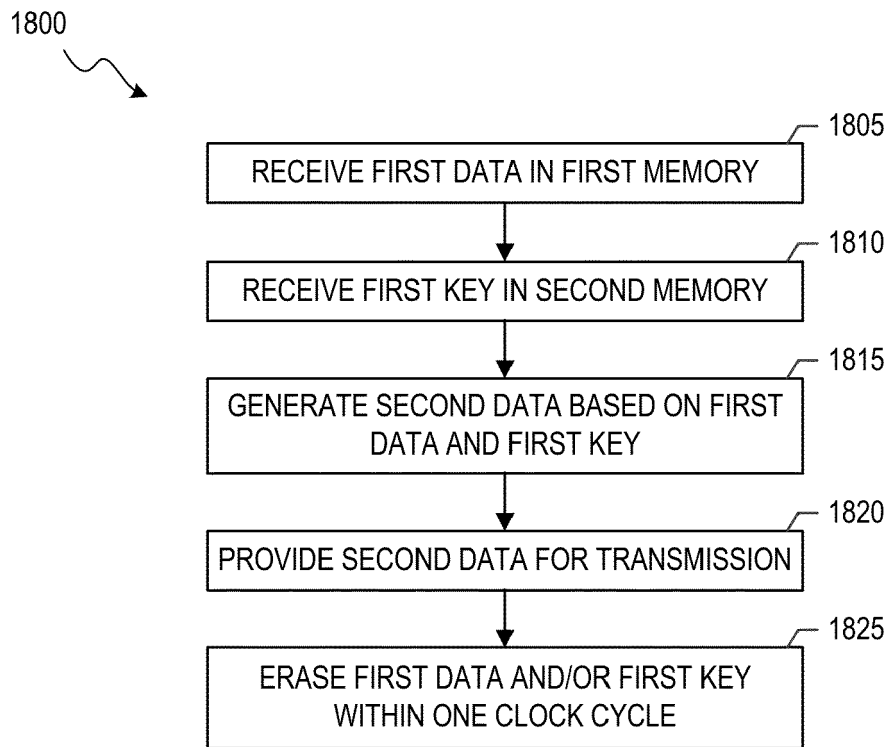 1800
1805
RECEIVE FIRST DATA IN FIRST MEMORY
1810
RECEIVE FIRST KEY IN SECOND MEMORY
1815
GENERATE SECOND DATA BASED ON FIRST
DATA AND FIRST KEY
1820
PROVIDE SECOND DATA FOR TRANSMISSION
1825
ERASE FIRST DATA AND/OR FIRST KEY
WITHIN ONE CLOCK CYCLE